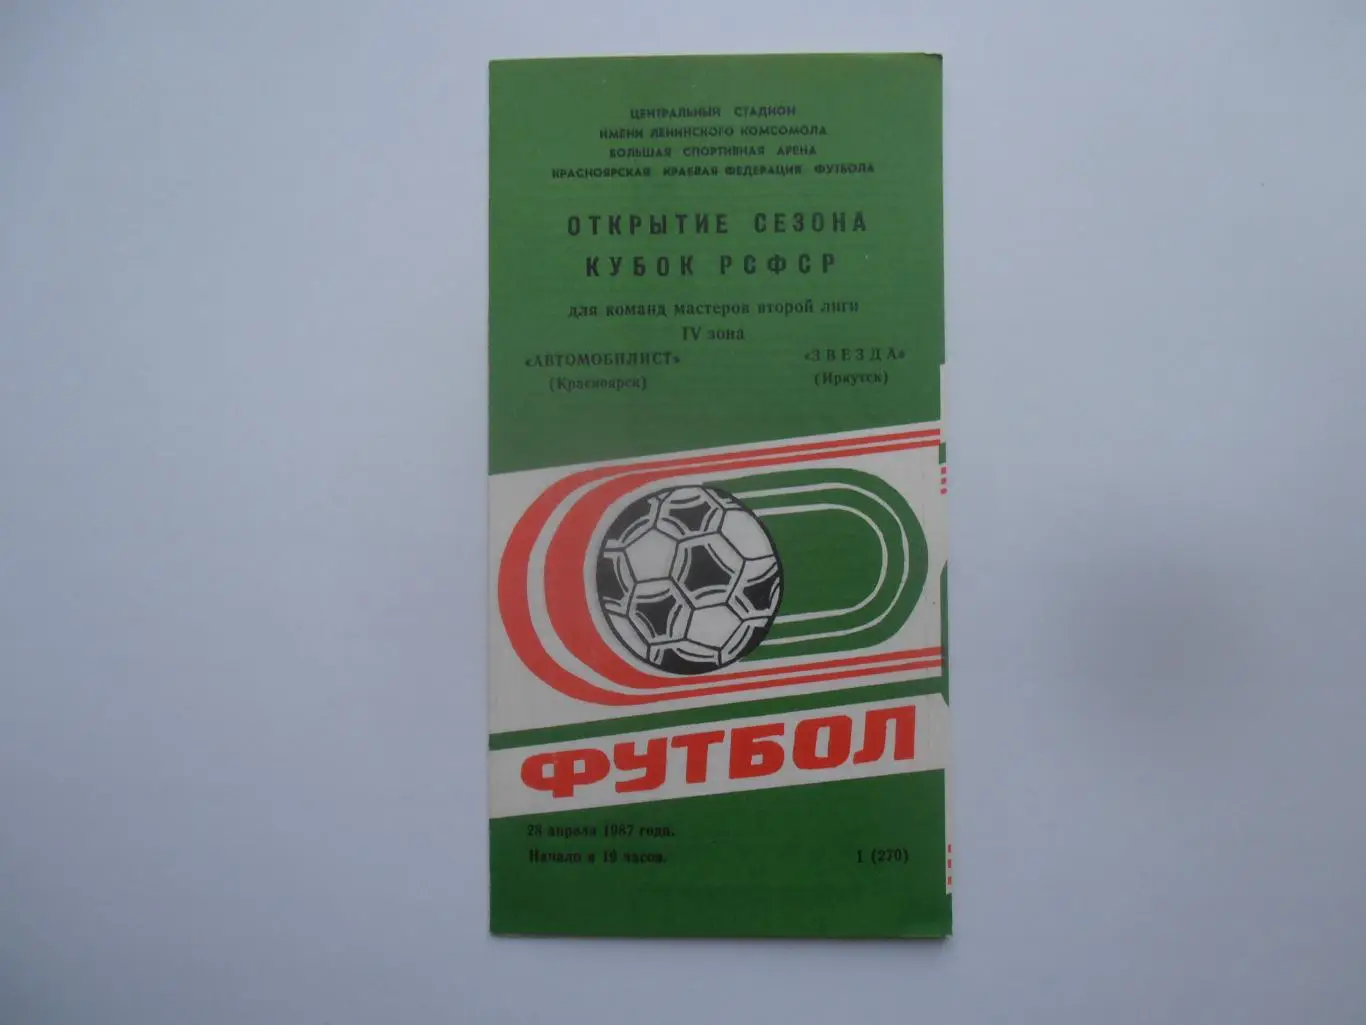 ЦЕНТРАЛЬНЫЙ СТАДИОН
ИМЕНИ ЛЕНИНСКОГО КОМСОМОЛА
БОЛЬШАЯ СПОРТИВНАЯ АРЕНА
КРАСНОЯРСКАЯ КРАЕВАЯ ФЕДЕРАЦИЯ ФУТБОЛА
ОТКРЫТИЕ СЕЗОНА
КУБОК РСФСР
для команд мастеров второй лиги
IV зона
«АВТОМОБИЛИСТ» «ЗВЕЗДА»
(Красноярск) (Иркутск)
ФУТБОЛ
28 апреля 1987 года.
Начало в 19 часов. 1 (270)